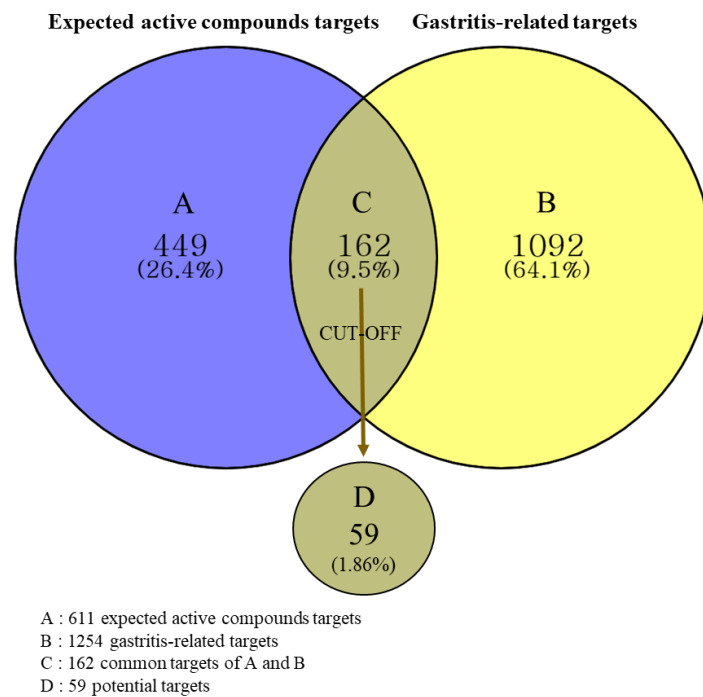 Expected active compounds targets
Gastritis-related targets
A
449
(26.4%)
C
162
(9.5%)
CUT-OFF
B
1092
(64.1%)
D
59
(1.86%)
A : 611 expected active compounds targets
B : 1254 gastritis-related targets
C : 162 common targets of A and B
D : 59 potential targets